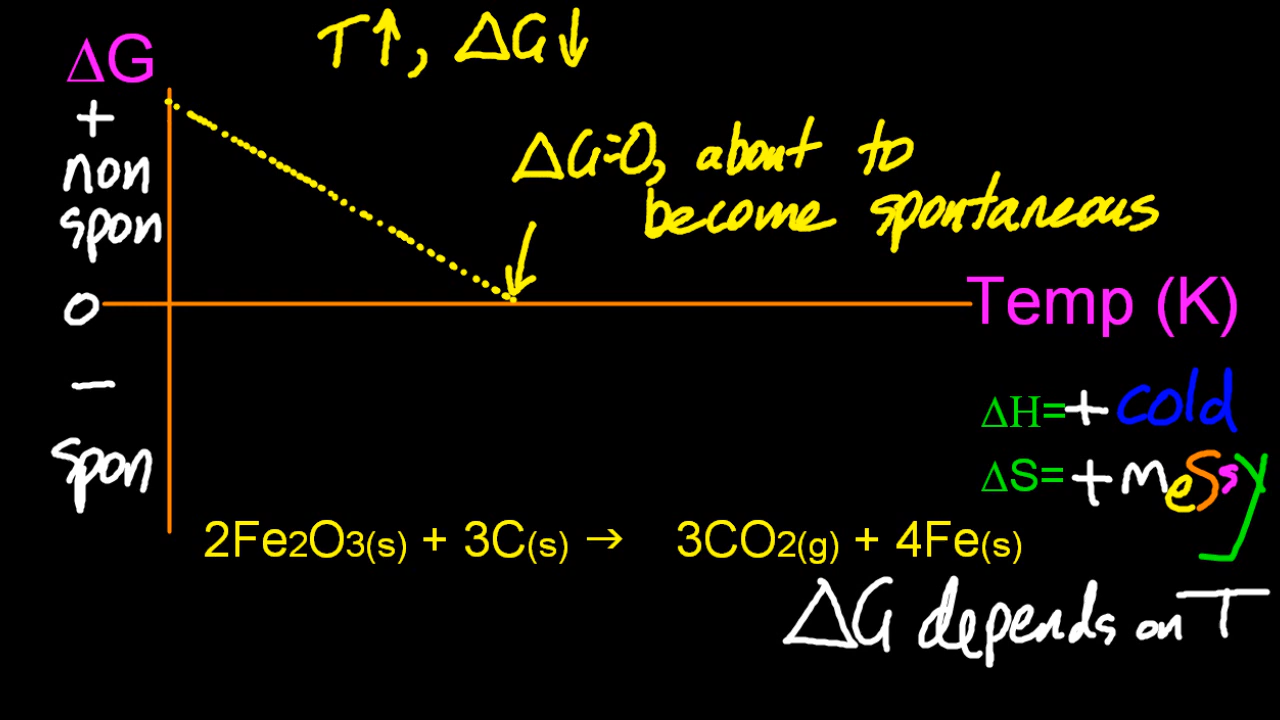 T↑, ΔG↓
ΔG
+
non
spon
ΔG=0, about to
become spontaneous
0
Temp (K)
−
spon
ΔH=+ cold
ΔS=+ meSsy
2Fe2O3(s) + 3C(s) → 3CO2(g) + 4Fe(s)
ΔG depends on T